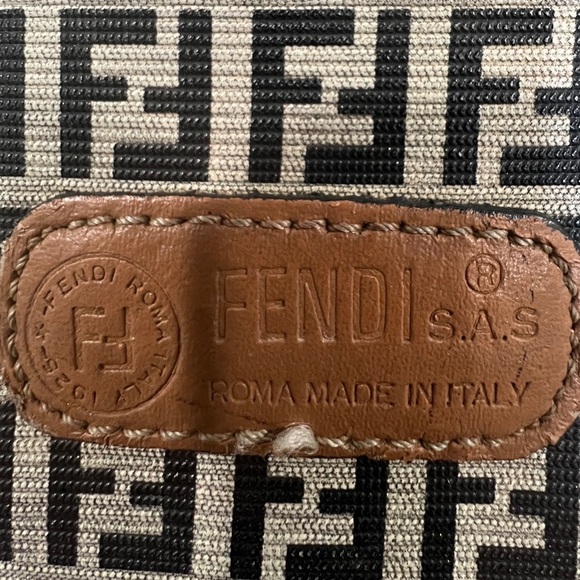 FENDI ROMA ITALY 1925
FENDI® S.A.S
ROMA MADE IN ITALY